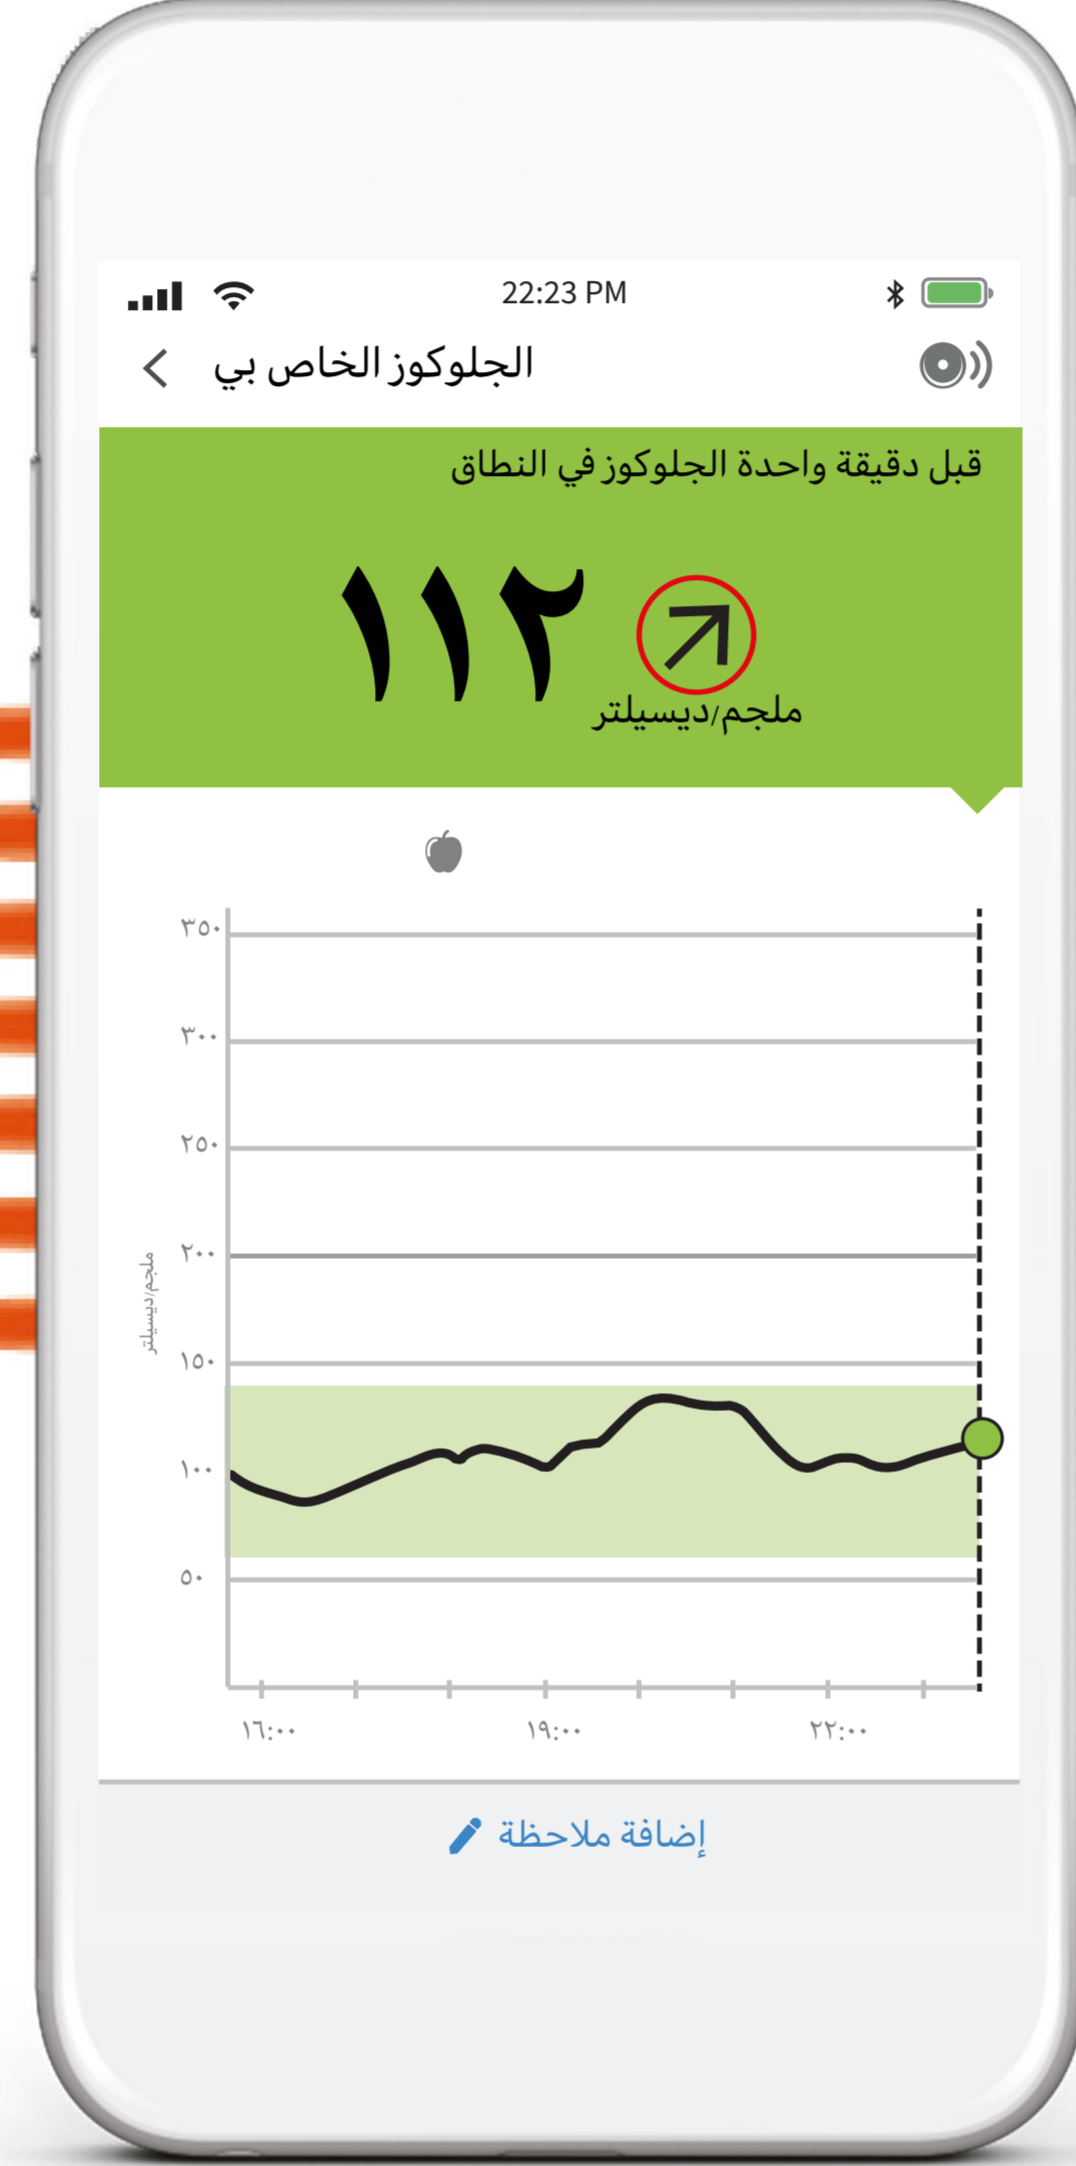 22:23 PM
الجلوكوز الخاص بي
قبل دقيقة واحدة الجلوكوز في النطاق
١١٢
ملجم/ديسيلتر
٣٥٠
٣٠٠
٢٥٠
٢٠٠
١٥٠
١٠٠
٥٠
ملجم/ديسيلتر
١٦:٠٠
١٩:٠٠
٢٢:٠٠
إضافة ملاحظة